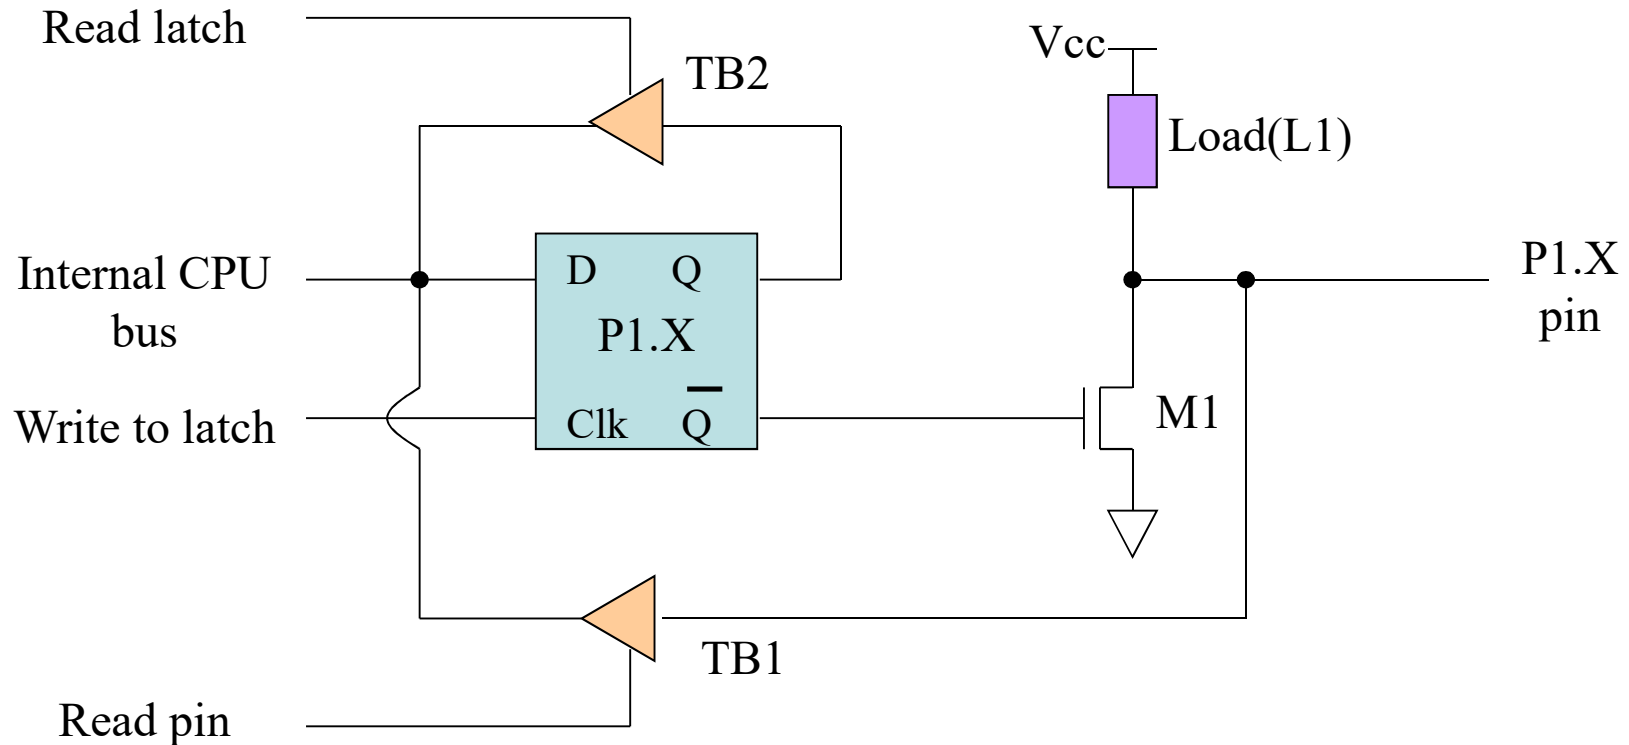 Read latch
Vcc
TB2
Load(L1)
Internal CPU
bus
D Q
P1.X
P1.X
pin
Write to latch
Clk Q̅
M1
TB1
Read pin